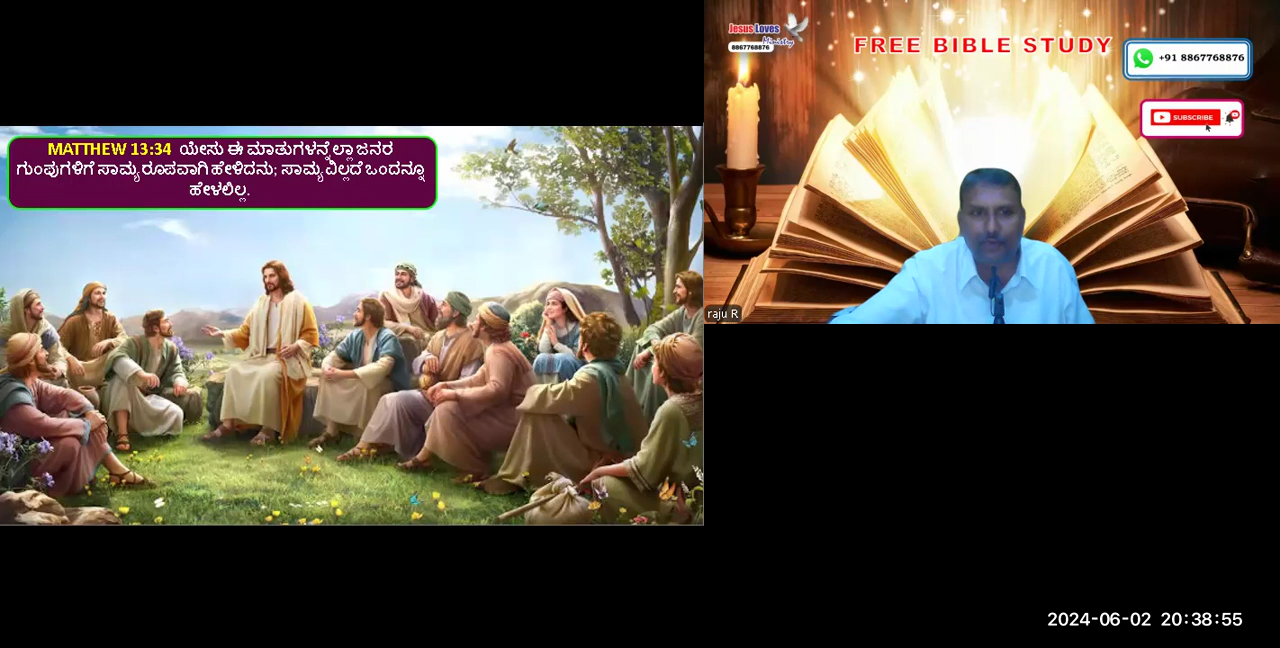 MATTHEW 13:34 ಯೇಸು ಈ ಮಾತುಗಳನ್ನೆಲ್ಲಾ ಜನರ
ಗುಂಪುಗಳಿಗೆ ಸಾಮ್ಯರೂಪವಾಗಿ ಹೇಳಿದನು; ಸಾಮ್ಯವಿಲ್ಲದೆ ಒಂದನ್ನೂ
ಹೇಳಲಿಲ್ಲ.
Jesus Loves
Ministry
8867768876
FREE BIBLE STUDY
+91 8867768876
SUBSCRIBE
raju R
2024-06-02 20:38:55